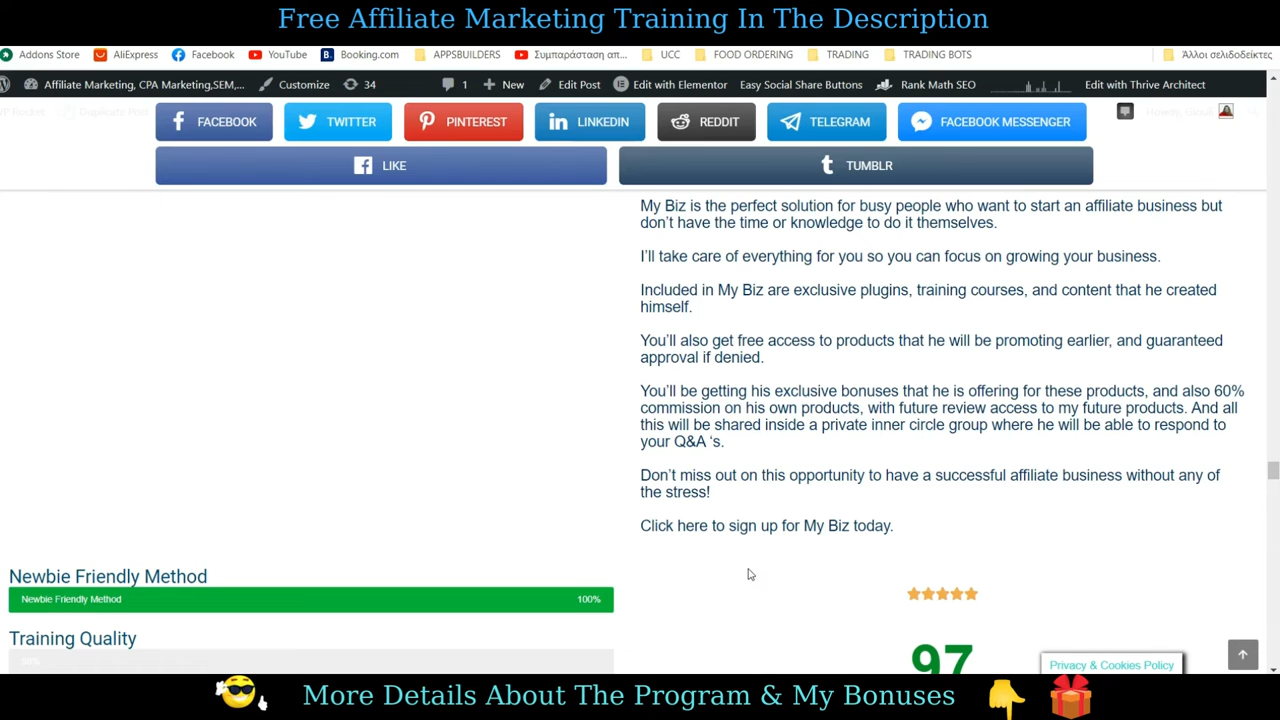 Free Affiliate Marketing Training In The Description
Addons Store AliExpress Facebook YouTube Booking.com APPSBUILDERS Συμπαράσταση απ... UCC FOOD ORDERING TRADING TRADING BOTS Άλλοι σελιδοδείκτες
Affiliate Marketing, CPA Marketing,SEM,... Customize 34 1 New Edit Post Edit with Elementor Easy Social Share Buttons Rank Math SEO Edit with Thrive Architect
Duplicate Post
FACEBOOK TWITTER PINTEREST LINKEDIN REDDIT TELEGRAM FACEBOOK MESSENGER
LIKE TUMBLR
My Biz is the perfect solution for busy people who want to start an affiliate business but
don’t have the time or knowledge to do it themselves.
I’ll take care of everything for you so you can focus on growing your business.
Included in My Biz are exclusive plugins, training courses, and content that he created
himself.
You’ll also get free access to products that he will be promoting earlier, and guaranteed
approval if denied.
You’ll be getting his exclusive bonuses that he is offering for these products, and also 60%
commission on his own products, with future review access to my future products. And all
this will be shared inside a private inner circle group where he will be able to respond to
your Q&A ‘s.
Don’t miss out on this opportunity to have a successful affiliate business without any of
the stress!
Click here to sign up for My Biz today.
Newbie Friendly Method
Newbie Friendly Method 100%
Training Quality
97
Privacy & Cookies Policy
More Details About The Program & My Bonuses